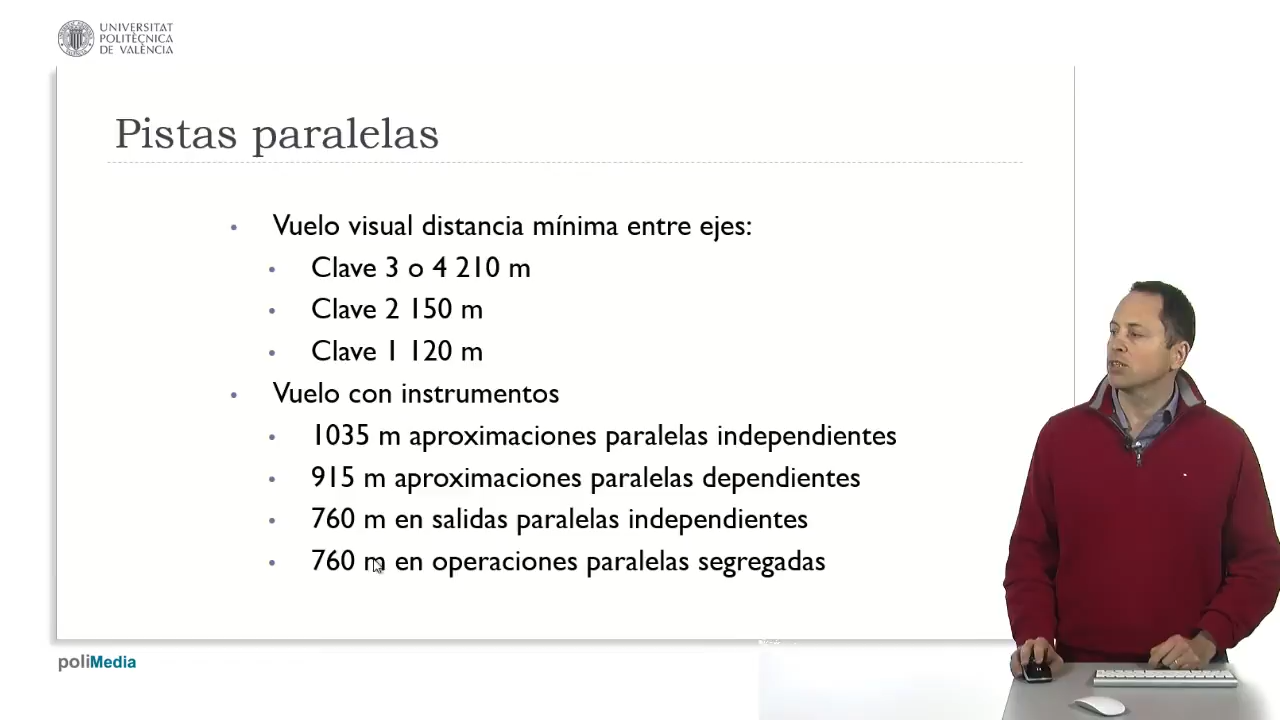 UNIVERSITAT
POLITÈCNICA
DE VALÈNCIA
Pistas paralelas
• Vuelo visual distancia mínima entre ejes:
• Clave 3 o 4 210 m
• Clave 2 150 m
• Clave 1 120 m
• Vuelo con instrumentos
• 1035 m aproximaciones paralelas independientes
• 915 m aproximaciones paralelas dependientes
• 760 m en salidas paralelas independientes
• 760 m en operaciones paralelas segregadas
poliMedia